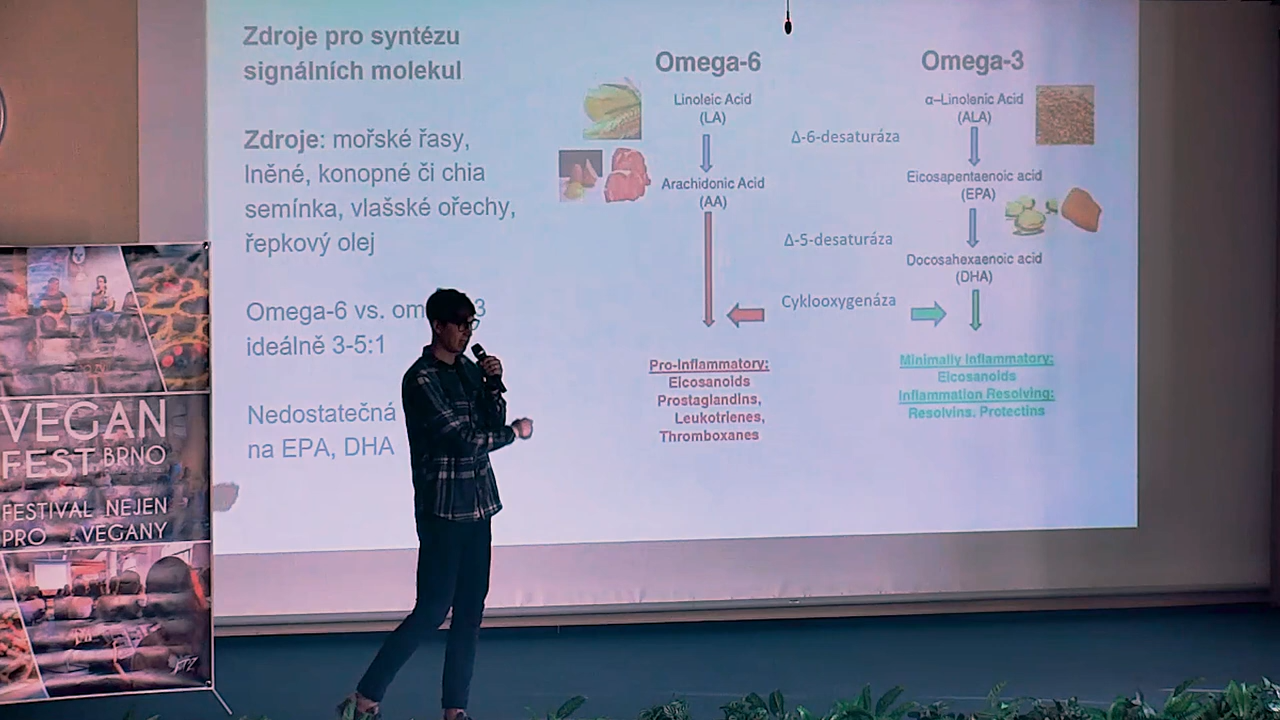 Zdroje pro syntézu
signálních molekul
Zdroje: mořské řasy,
lněné, konopné či chia
semínka, vlašské ořechy,
řepkový olej
Omega-6 vs. 3
ideálně 3-5:1
Nedostatečná
na EPA, DHA
Omega-6
Linoleic Acid
(LA)
Arachidonic Acid
(AA)
Pro-Inflammatory:
Eicosanoids
Prostaglandins,
Leukotrienes,
Thromboxanes
Δ-6-desaturáza
Δ-5-desaturáza
Cyklooxygenáza
Omega-3
α–Linolenic Acid
(ALA)
Eicosapentaenoic acid
(EPA)
Docosahexaenoic acid
(DHA)
Minimally Inflammatory:
Eicosanoids
Inflammation Resolving:
Resolvins, Protectins
VEGAN
FEST BRNO
FESTIVAL NEJEN
PRO VEGANY